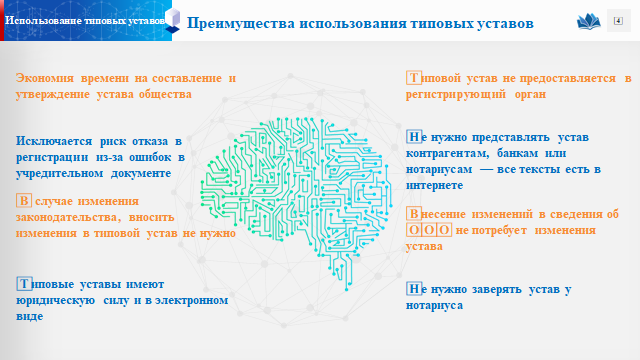 Использование типовых уставов
Преимущества использования типовых уставов
4
Экономия времени на составление и
утверждение устава общества
Исключается риск отказа в
регистрации из-за ошибок в
учредительном документе
В случае изменения
законодательства, вносить
изменения в типовой устав не нужно
Типовые уставы имеют
юридическую силу и в электронном
виде
Типовой устав не предоставляется в
регистрирующий орган
Не нужно представлять устав
контрагентам, банкам или
нотариусам — все тексты есть в
интернете
Внесение изменений в сведения об
ООО не потребует изменения
устава
Не нужно заверять устав у
нотариуса